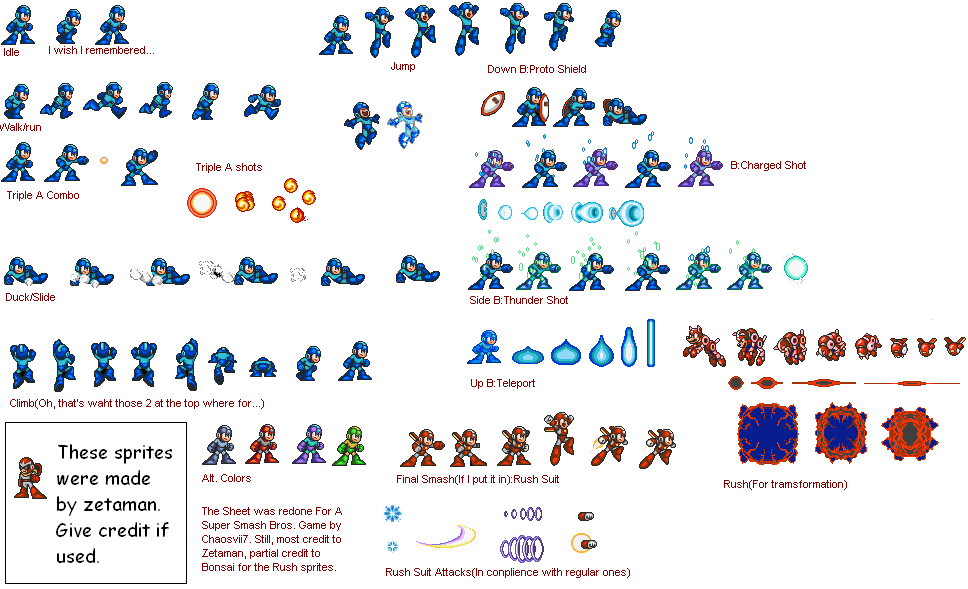 Idle
I wish I remembered...
Jump
Down B:Proto Shield
Walk/run
Triple A shots
B:Charged Shot
Triple A Combo
Duck/Slide
Side B:Thunder Shot
Up B:Teleport
Climb(Oh, that's waht those 2 at the top where for...)
Alt. Colors
Final Smash(If I put it in):Rush Suit
Rush(For tramsformation)
These sprites
were made
by zetaman.
Give credit if
used.
The Sheet was redone For A
Super Smash Bros. Game by
Chaosvii7. Still, most credit to
Zetaman, partial credit to
Bonsai for the Rush sprites.
Rush Suit Attacks(In conplience with regular ones)